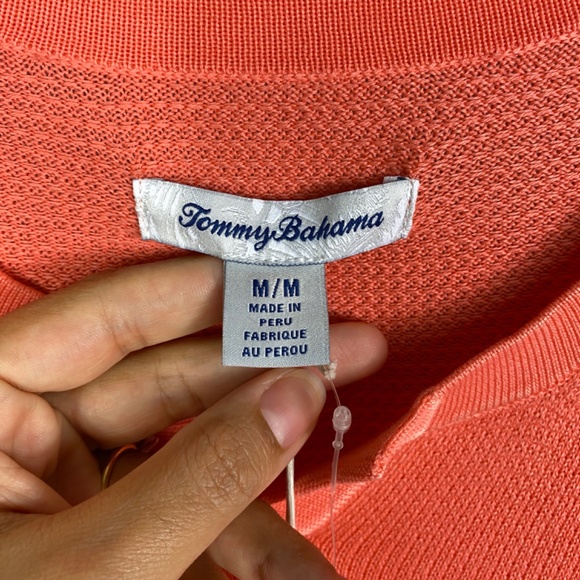 Tommy Bahama
M/M
MADE IN
PERU
FABRIQUE
AU PEROU